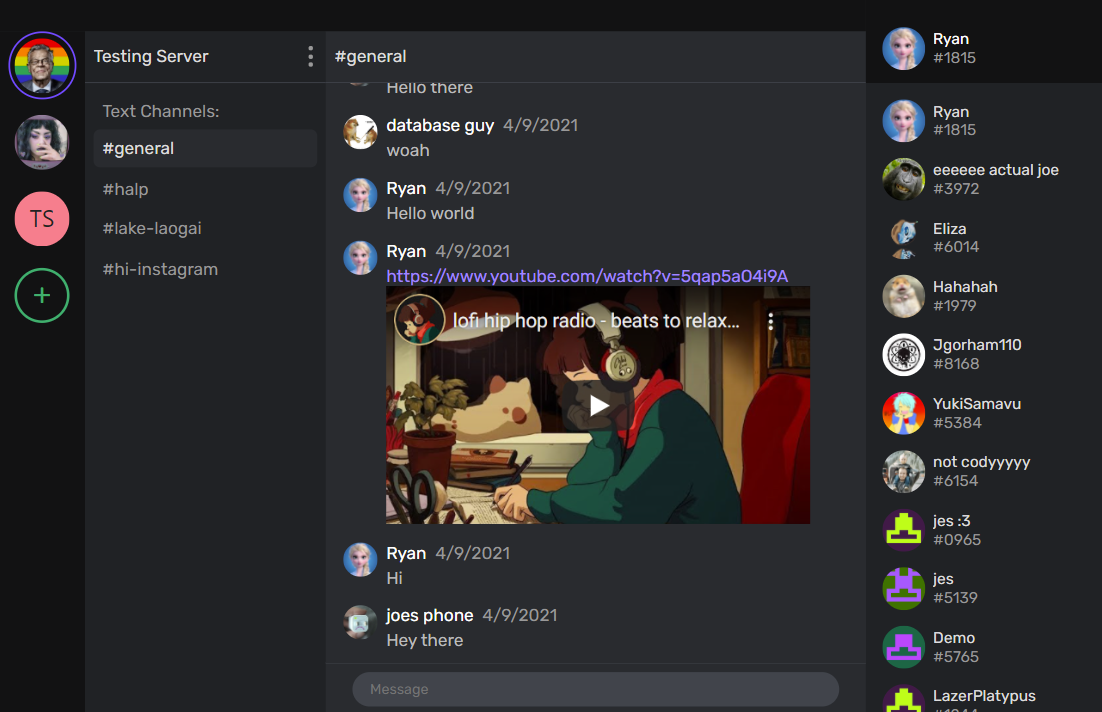 TS
+
Testing Server
Text Channels:
#general
#halp
#lake-laogai
#hi-instagram
#general
Hello there
database guy 4/9/2021
woah
Ryan 4/9/2021
Hello world
Ryan 4/9/2021
https://www.youtube.com/watch?v=5qap5aO4i9A
lofi hip hop radio - beats to relax...
Ryan 4/9/2021
Hi
joes phone 4/9/2021
Hey there
Message
Ryan
#1815
Ryan
#1815
eeeeee actual joe
#3972
Eliza
#6014
Hahahah
#1979
Jgorham110
#8168
YukiSamavu
#5384
not codyyyyy
#6154
jes :3
#0965
jes
#5139
Demo
#5765
LazerPlatypus